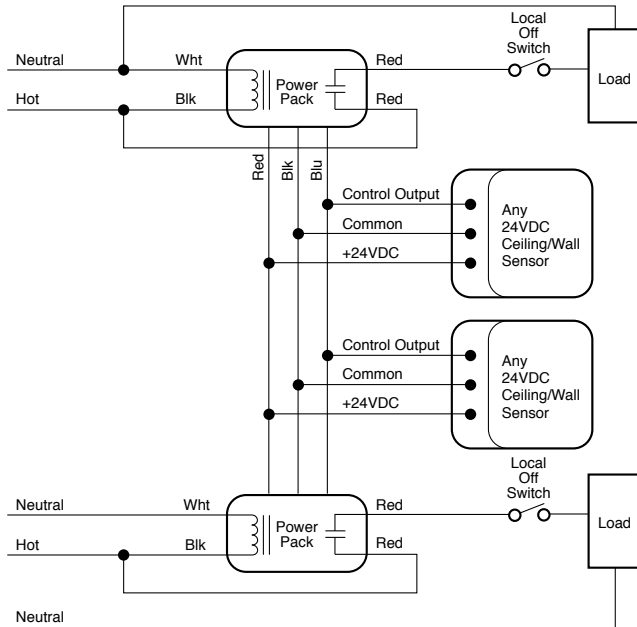 Local
Off
Switch
Neutral
Wht
Red
Power
Pack
Load
Hot
Blk
Red
Red
Blk
Blu
Control Output
Common
+24VDC
Any
24VDC
Ceiling/Wall
Sensor
Control Output
Common
+24VDC
Any
24VDC
Ceiling/Wall
Sensor
Local
Off
Switch
Neutral
Wht
Red
Power
Pack
Load
Hot
Blk
Red
Neutral